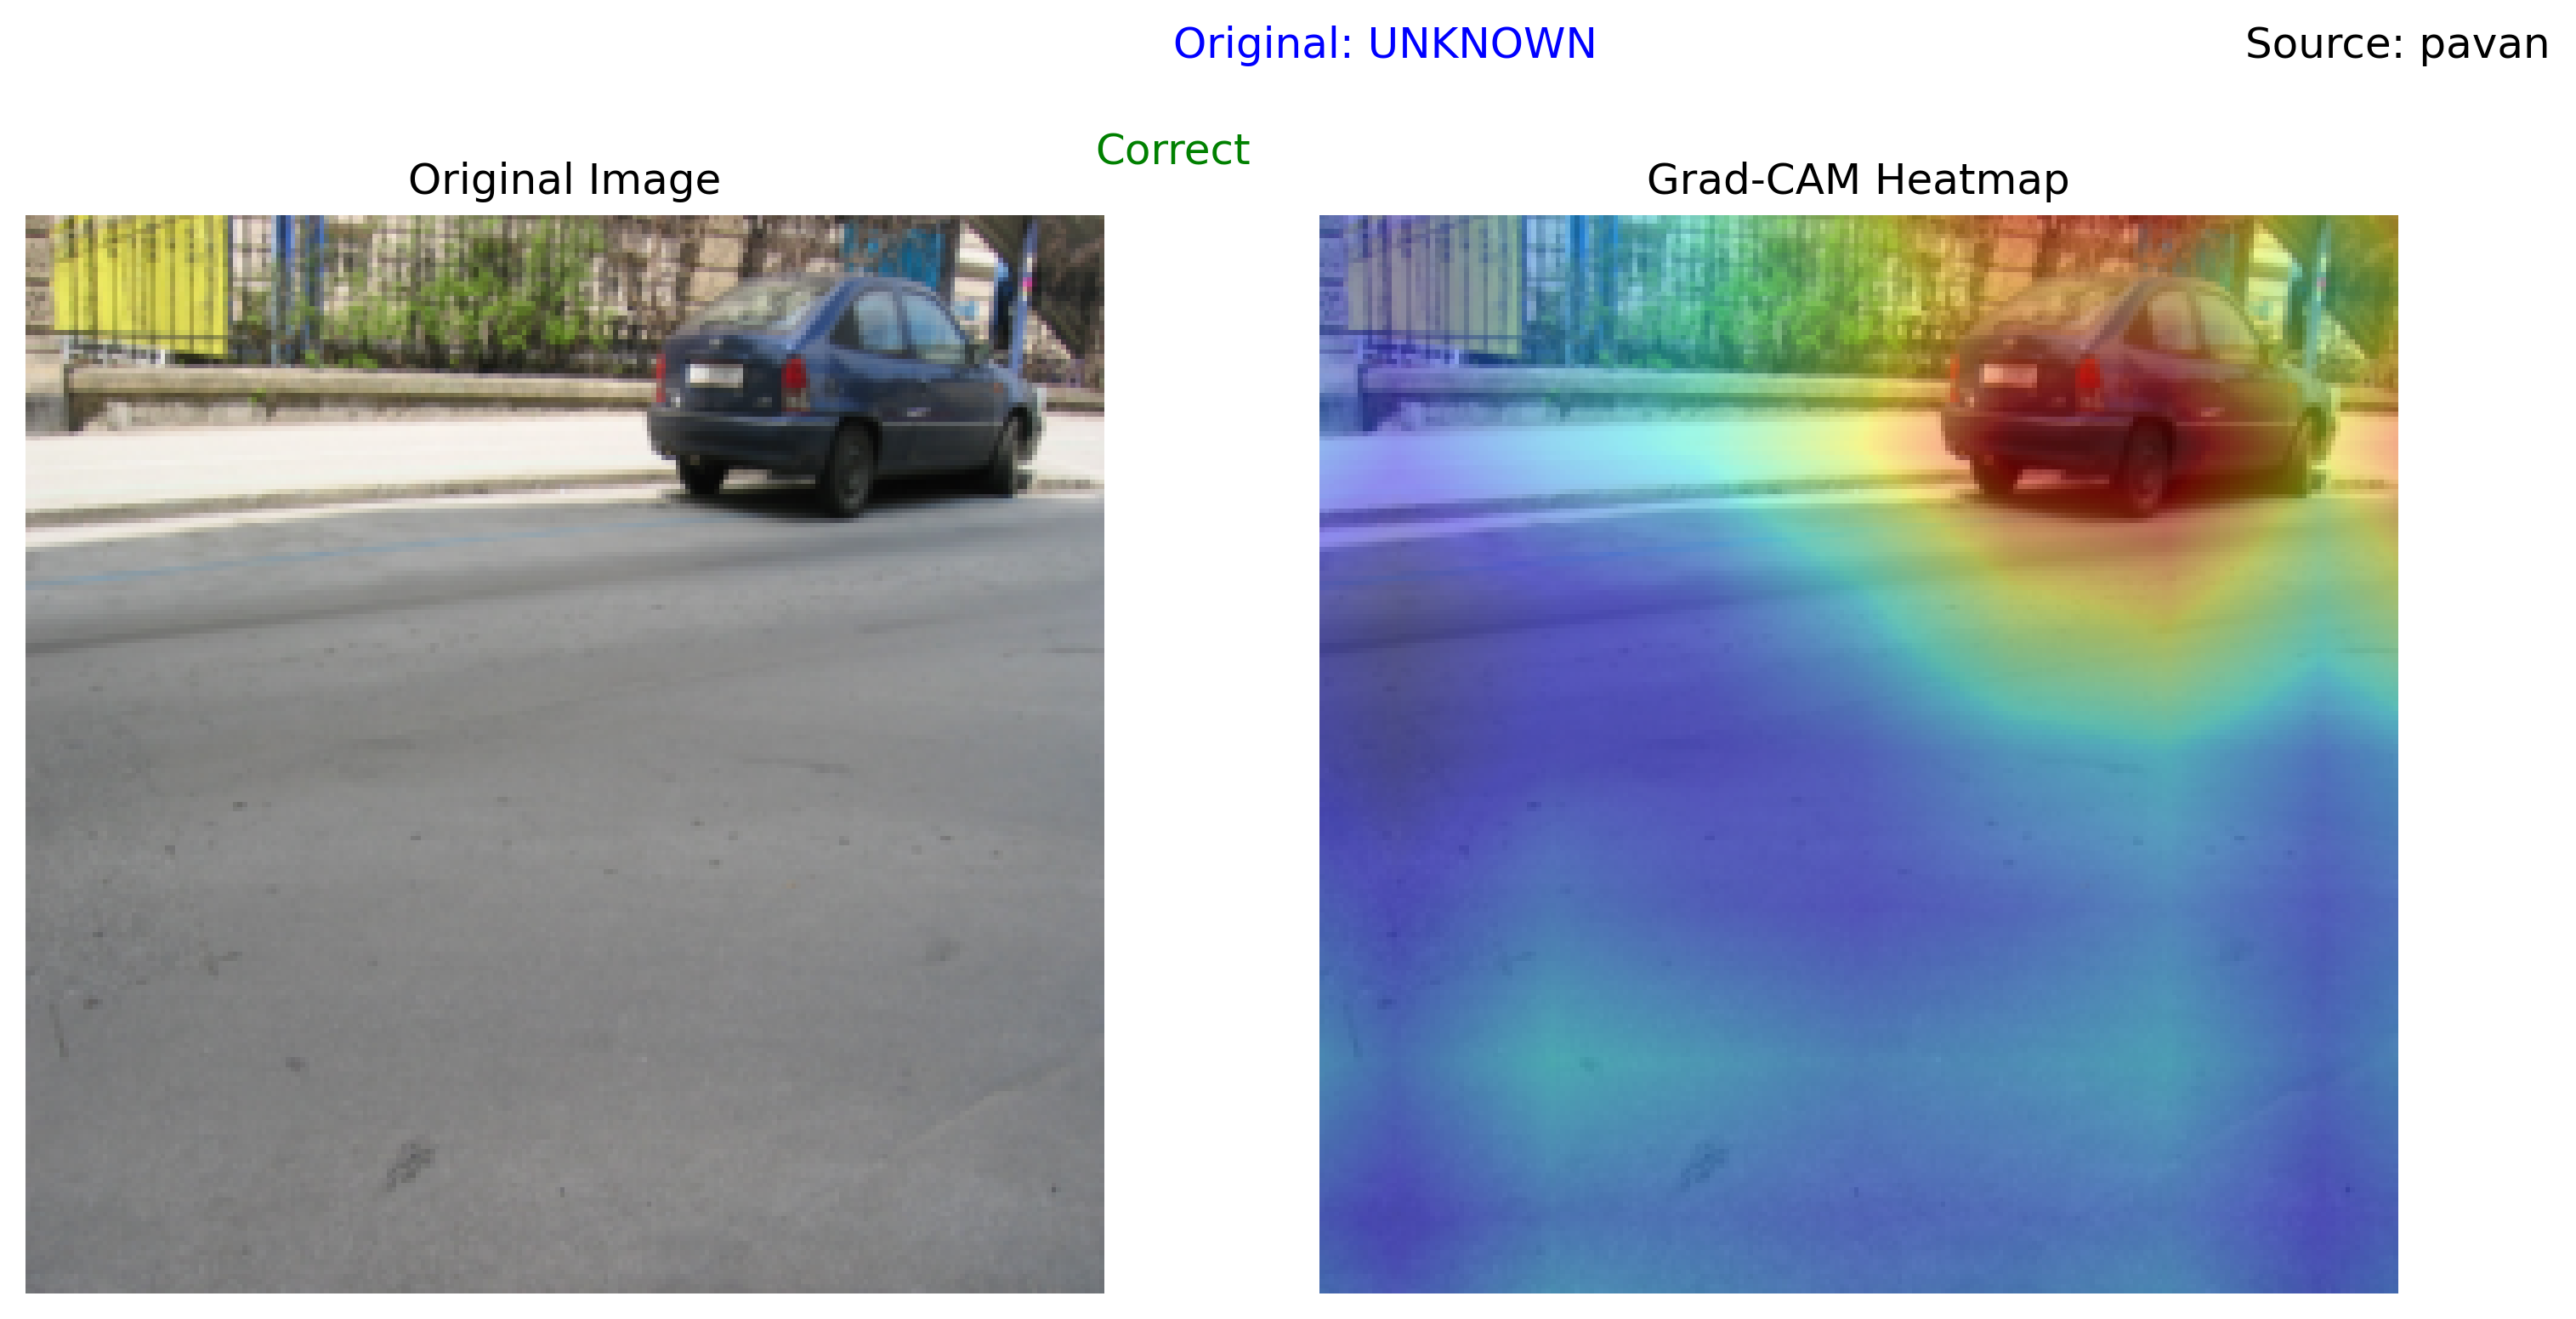 Original: UNKNOWN
Source: pavan
Correct
Original Image
Grad-CAM Heatmap